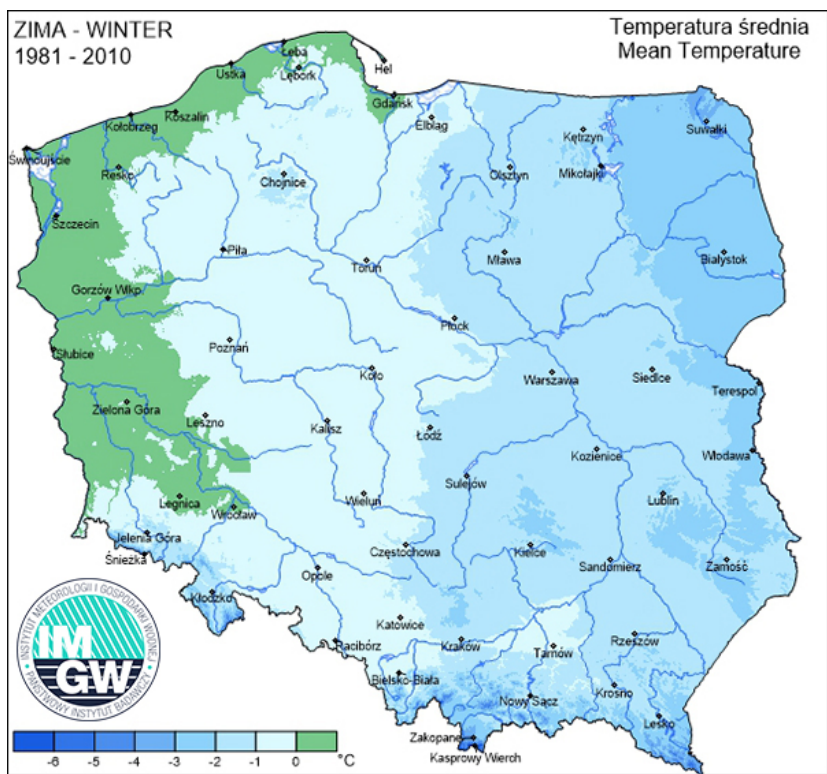 ZIMA - WINTER
1981 - 2010
Temperatura średnia
Mean Temperature
Łeba
Hel
Ustka
Lębork
Gdańsk
Koszalin
Kołobrzeg
Elbląg
Suwałki
Kętrzyn
Świnoujście
Resko
Chojnice
Olsztyn
Mikołajki
Szczecin
Piła
Toruń
Mława
Białystok
Gorzów Wlkp.
Płock
Słubice
Poznań
Koło
Warszawa
Siedlce
Terespol
Zielona Góra
Leszno
Kalisz
Łódź
Kozienice
Włodawa
Sulejów
Legnica
Wrocław
Wieluń
Lublin
Jelenia Góra
Śnieżka
Częstochowa
Kielce
Sandomierz
Zamość
Opole
Kłodzko
Katowice
Racibórz
Kraków
Tarnów
Rzeszów
Bielsko-Biała
Nowy Sącz
Krosno
Lesko
Zakopane
Kasprowy Wierch
INSTYTUT METEOROLOGII I GOSPODARKI WODNEJ
IM
GW
PAŃSTWOWY INSTYTUT BADAWCZY
-6 -5 -4 -3 -2 -1 0 °C